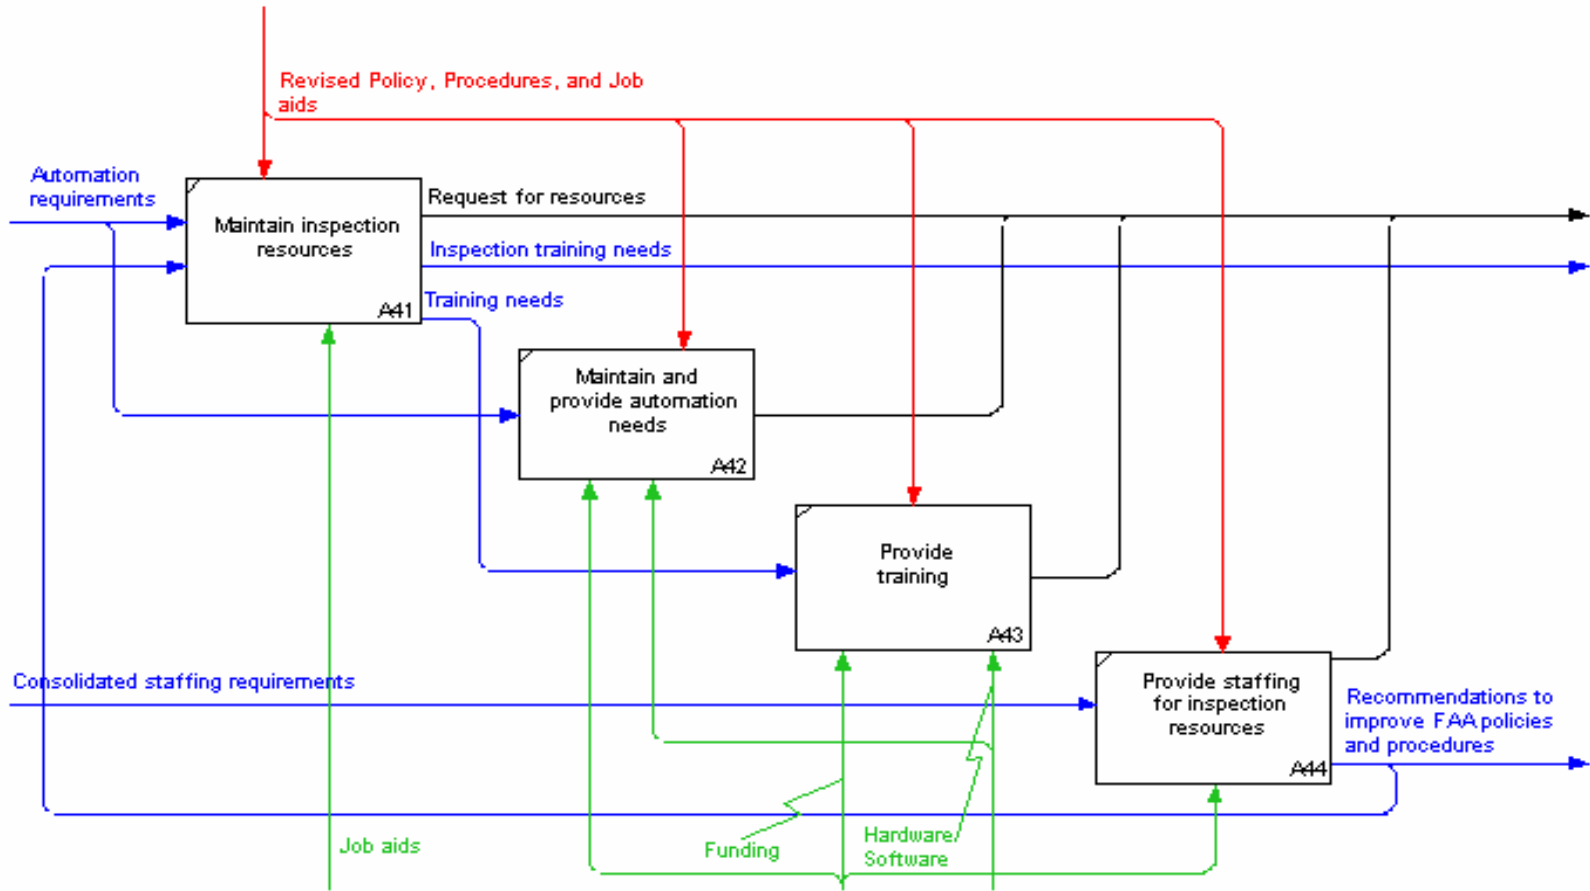 Revised Policy, Procedures, and Job
aids
Automation
requirements
Maintain inspection
resources
A41
Request for resources
Inspection training needs
Training needs
Maintain and
provide automation
needs
A42
Provide
training
A43
Consolidated staffing requirements
Provide staffing
for inspection
resources
A44
Recommendations to
improve FAA policies
and procedures
Job aids
Funding
Hardware/
Software